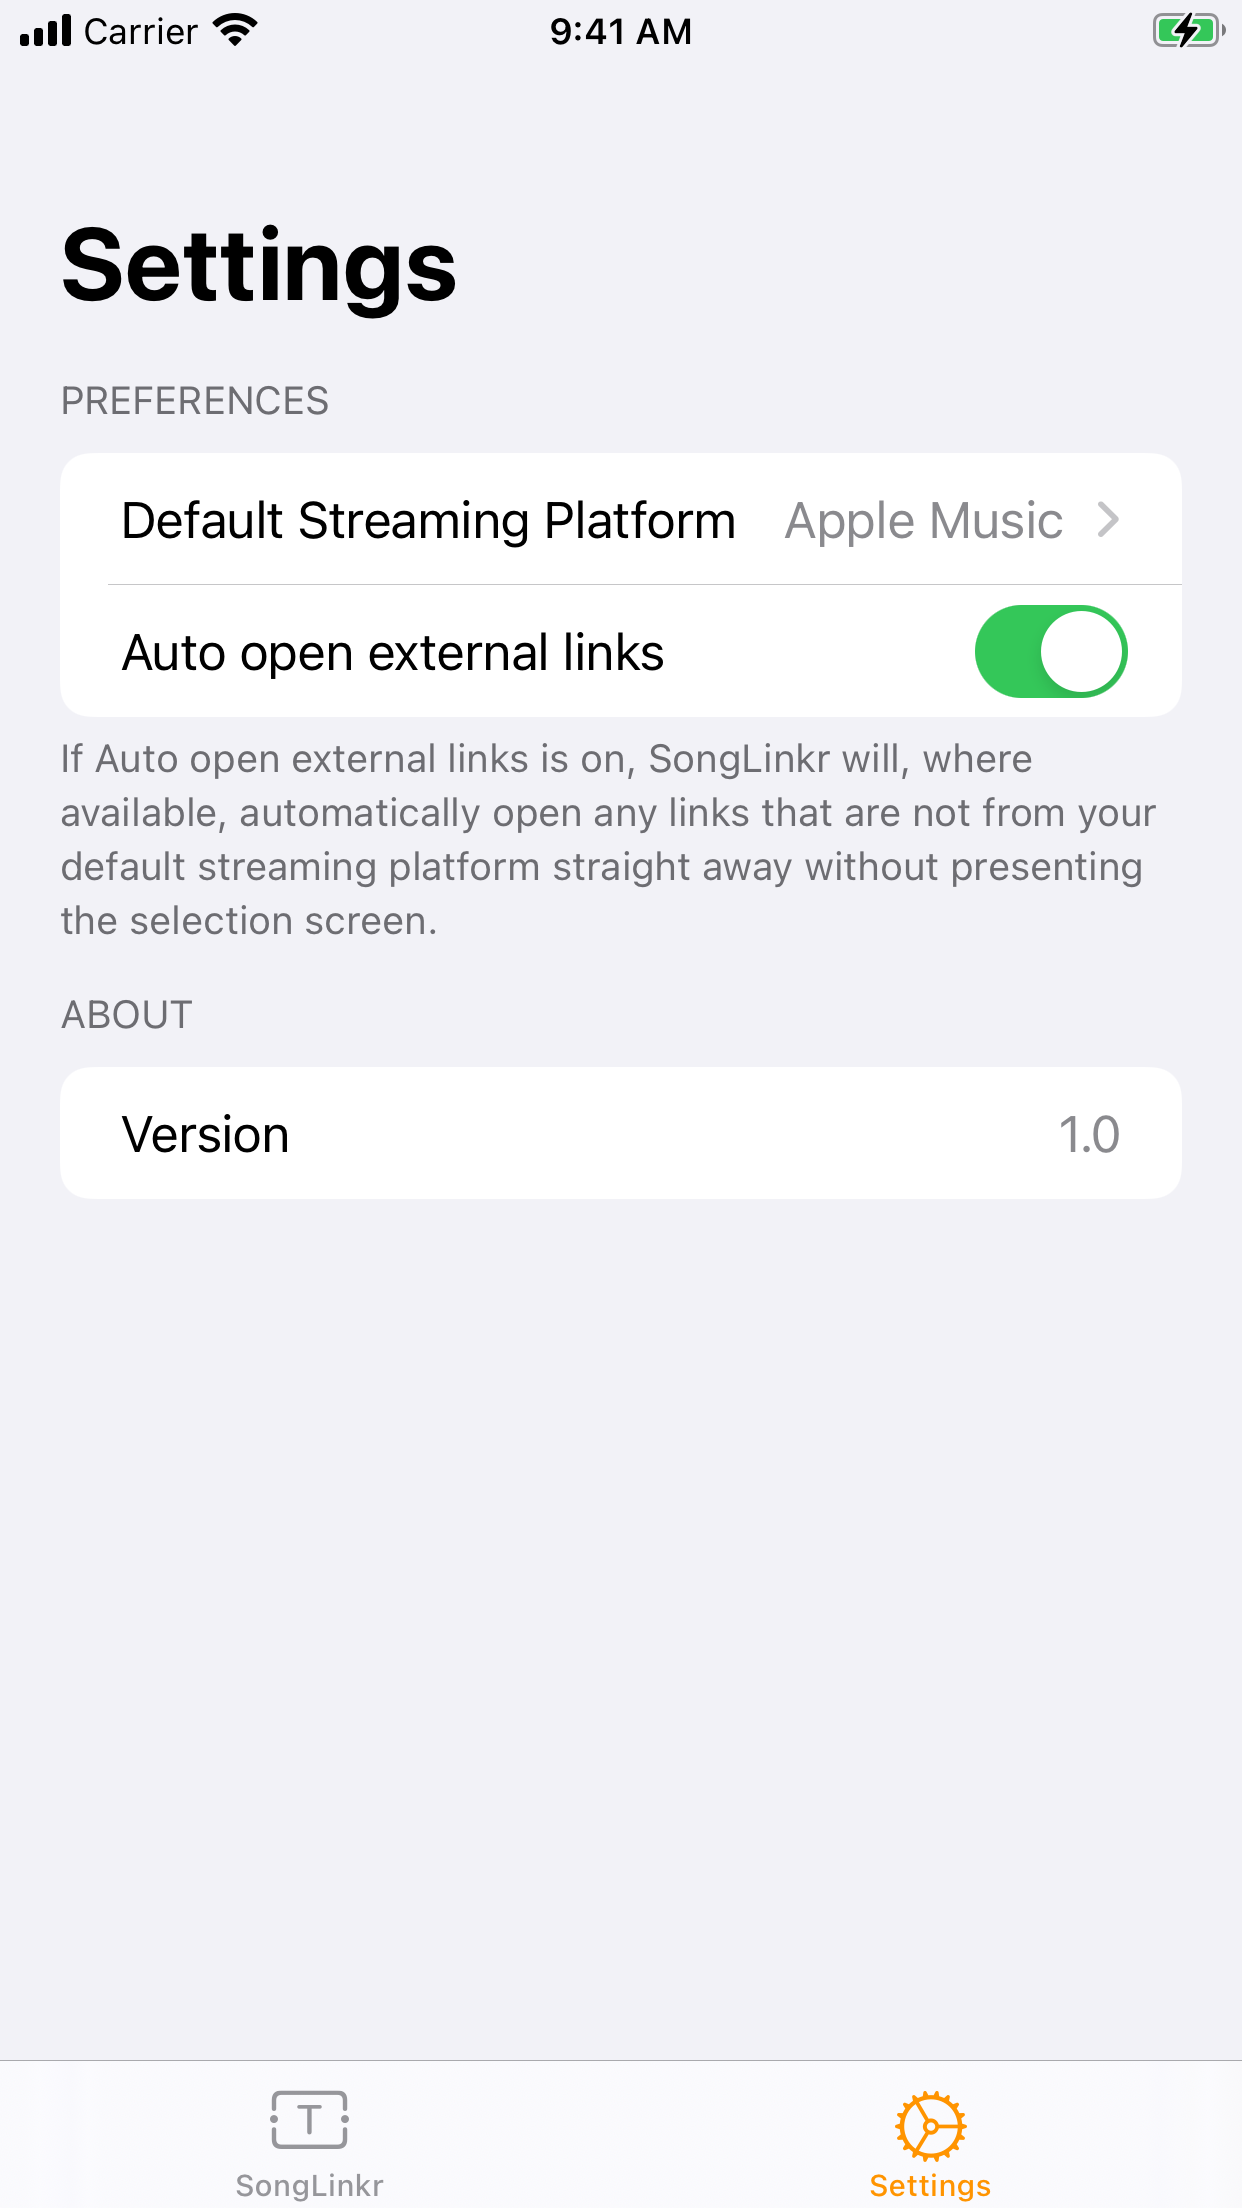 Carrier 9:41 AM
Settings
PREFERENCES
Default Streaming Platform Apple Music
Auto open external links
If Auto open external links is on, SongLinkr will, where
available, automatically open any links that are not from your
default streaming platform straight away without presenting
the selection screen.
ABOUT
Version 1.0
T
SongLinkr Settings